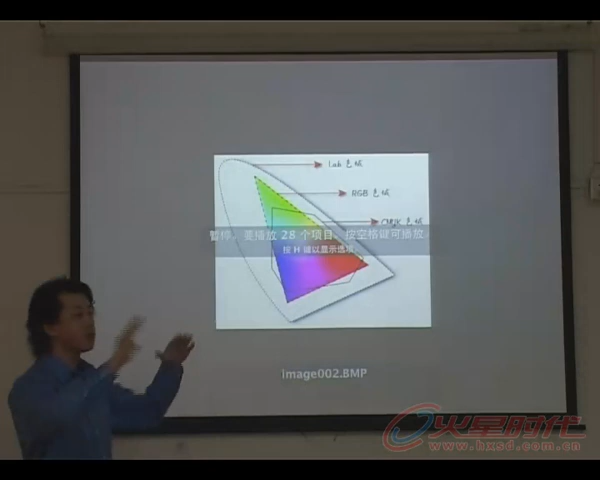 Lab 色域
RGB 色域
CMYK 色域
暂停。要播放 28 个项目。按空格键可播放
按 H 键以显示选项
image002.BMP
火星时代
www.hxsd.com.cn